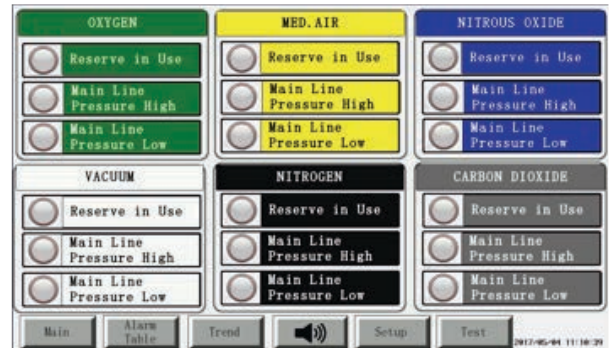 OXYGEN
Reserve in Use
Main Line
Pressure High
Main Line
Pressure Low
MED.AIR
Reserve in Use
Main Line
Pressure High
Main Line
Pressure Low
NITROUS OXIDE
Reserve in Use
Main Line
Pressure High
Main Line
Pressure Low
VACUUM
Reserve in Use
Main Line
Pressure High
Main Line
Pressure Low
NITROGEN
Reserve in Use
Main Line
Pressure High
Main Line
Pressure Low
CARBON DIOXIDE
Reserve in Use
Main Line
Pressure High
Main Line
Pressure Low
Main
Alarm
Table
Trend
Setup
Test
2017/05/04 11:10:39